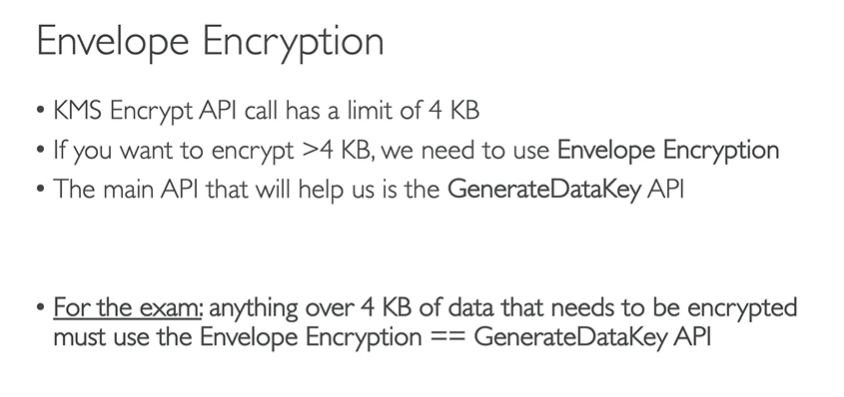 Envelope Encryption
• KMS Encrypt API call has a limit of 4 KB
• If you want to encrypt >4 KB, we need to use Envelope Encryption
• The main API that will help us is the GenerateDataKey API
• For the exam: anything over 4 KB of data that needs to be encrypted
must use the Envelope Encryption == GenerateDataKey API